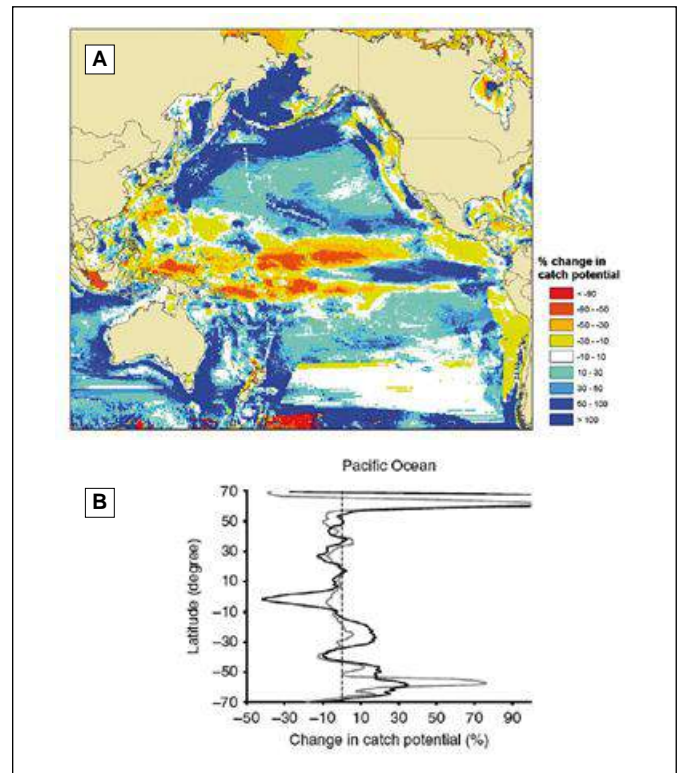 A
% change in
catch potential
< -90
-90 - -50
-50 - -30
-30 - -10
-10 - 10
10 - 30
30 - 50
50 - 100
> 100
Pacific Ocean
B
70
50
30
10
−10
−30
−50
−70
Latitude (degree)
−50 −30 −10 10 30 50 70 90
Change in catch potential (%)